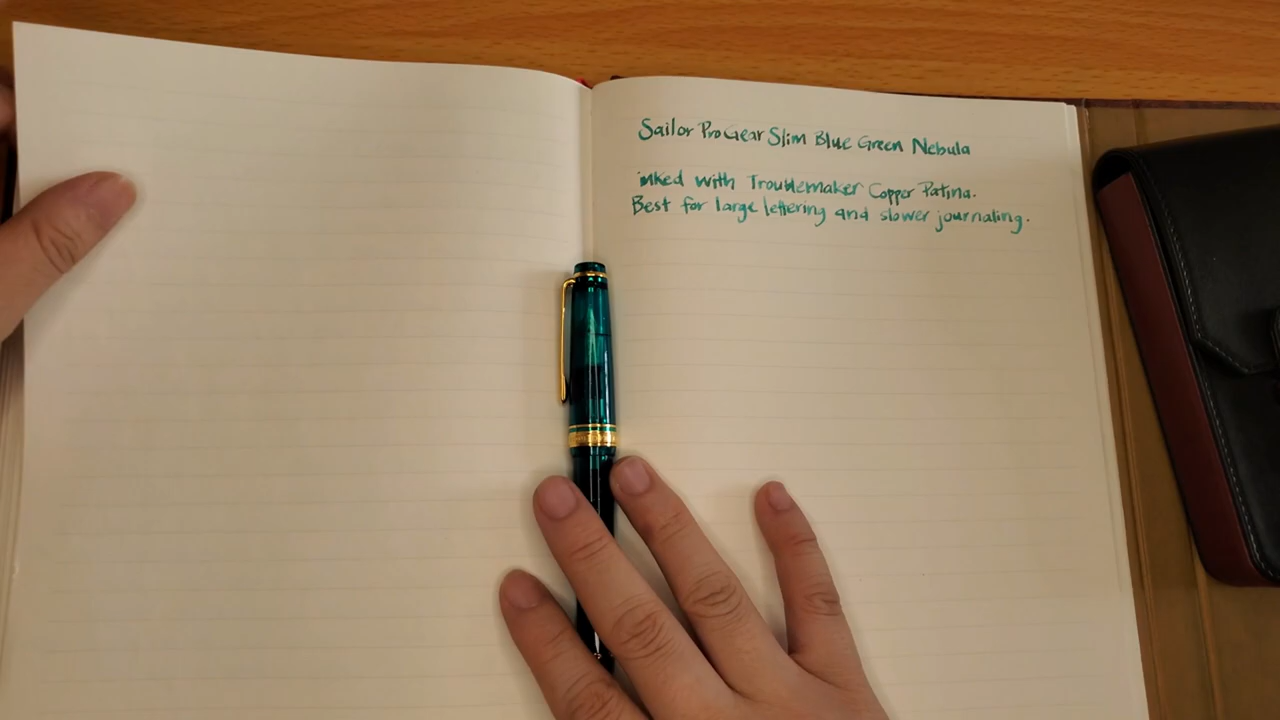 Sailor ProGear Slim Blue Green Nebula
inked with Troublemaker Copper Patina.
Best for large lettering and slower journaling.